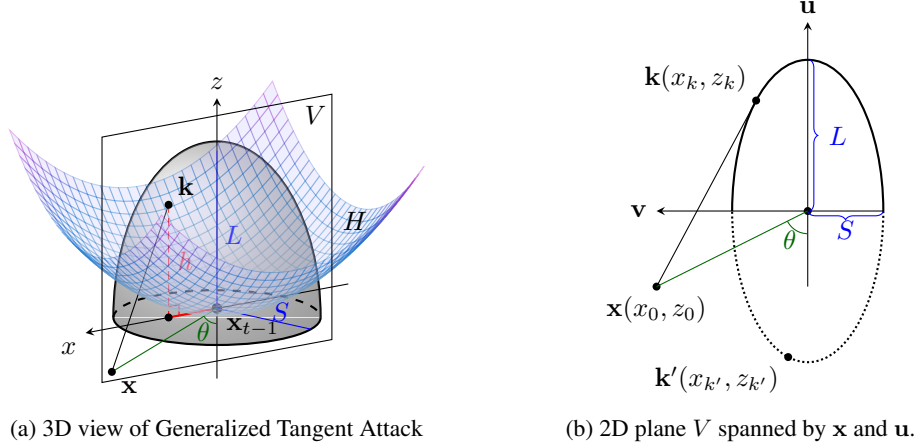 z
V
k
H
L
h
S
x_{t−1}
θ
x
x
(a) 3D view of Generalized Tangent Attack
u
k(x_k, z_k)
L
v
S
θ
x(x_0, z_0)
k′(x_{k′}, z_{k′})
(b) 2D plane V spanned by x and u.